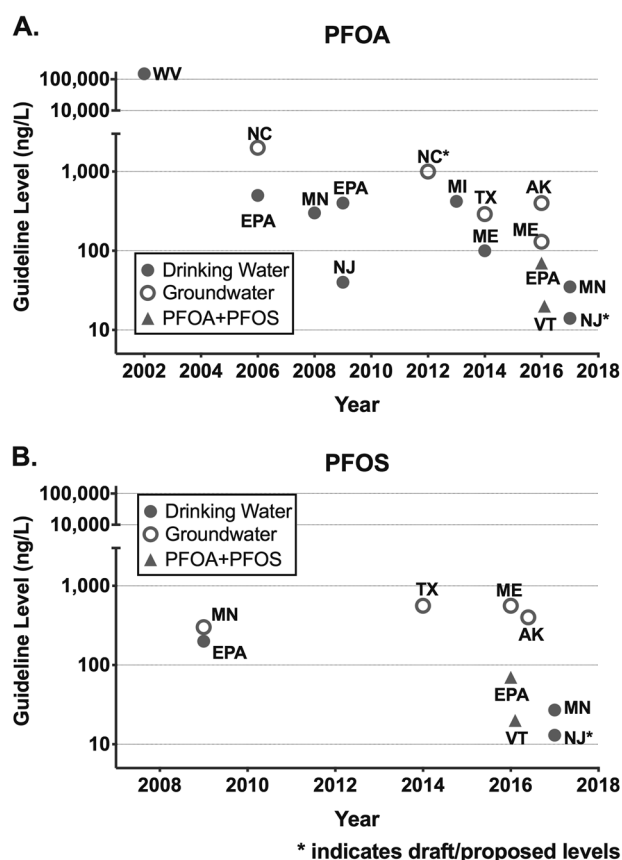 A.
PFOA
100,000
10,000
1,000
100
10
Guideline Level (ng/L)
WV
NC
EPA
MN
EPA
NJ
NC*
MI
TX
ME
AK
ME
EPA
VT
MN
NJ*
Drinking Water
Groundwater
PFOA+PFOS
2002 2004 2006 2008 2010 2012 2014 2016 2018
Year
B.
PFOS
100,000
10,000
1,000
100
10
Guideline Level (ng/L)
Drinking Water
Groundwater
PFOA+PFOS
MN
EPA
TX
ME
AK
EPA
VT
MN
NJ*
2008 2010 2012 2014 2016 2018
Year
* indicates draft/proposed levels